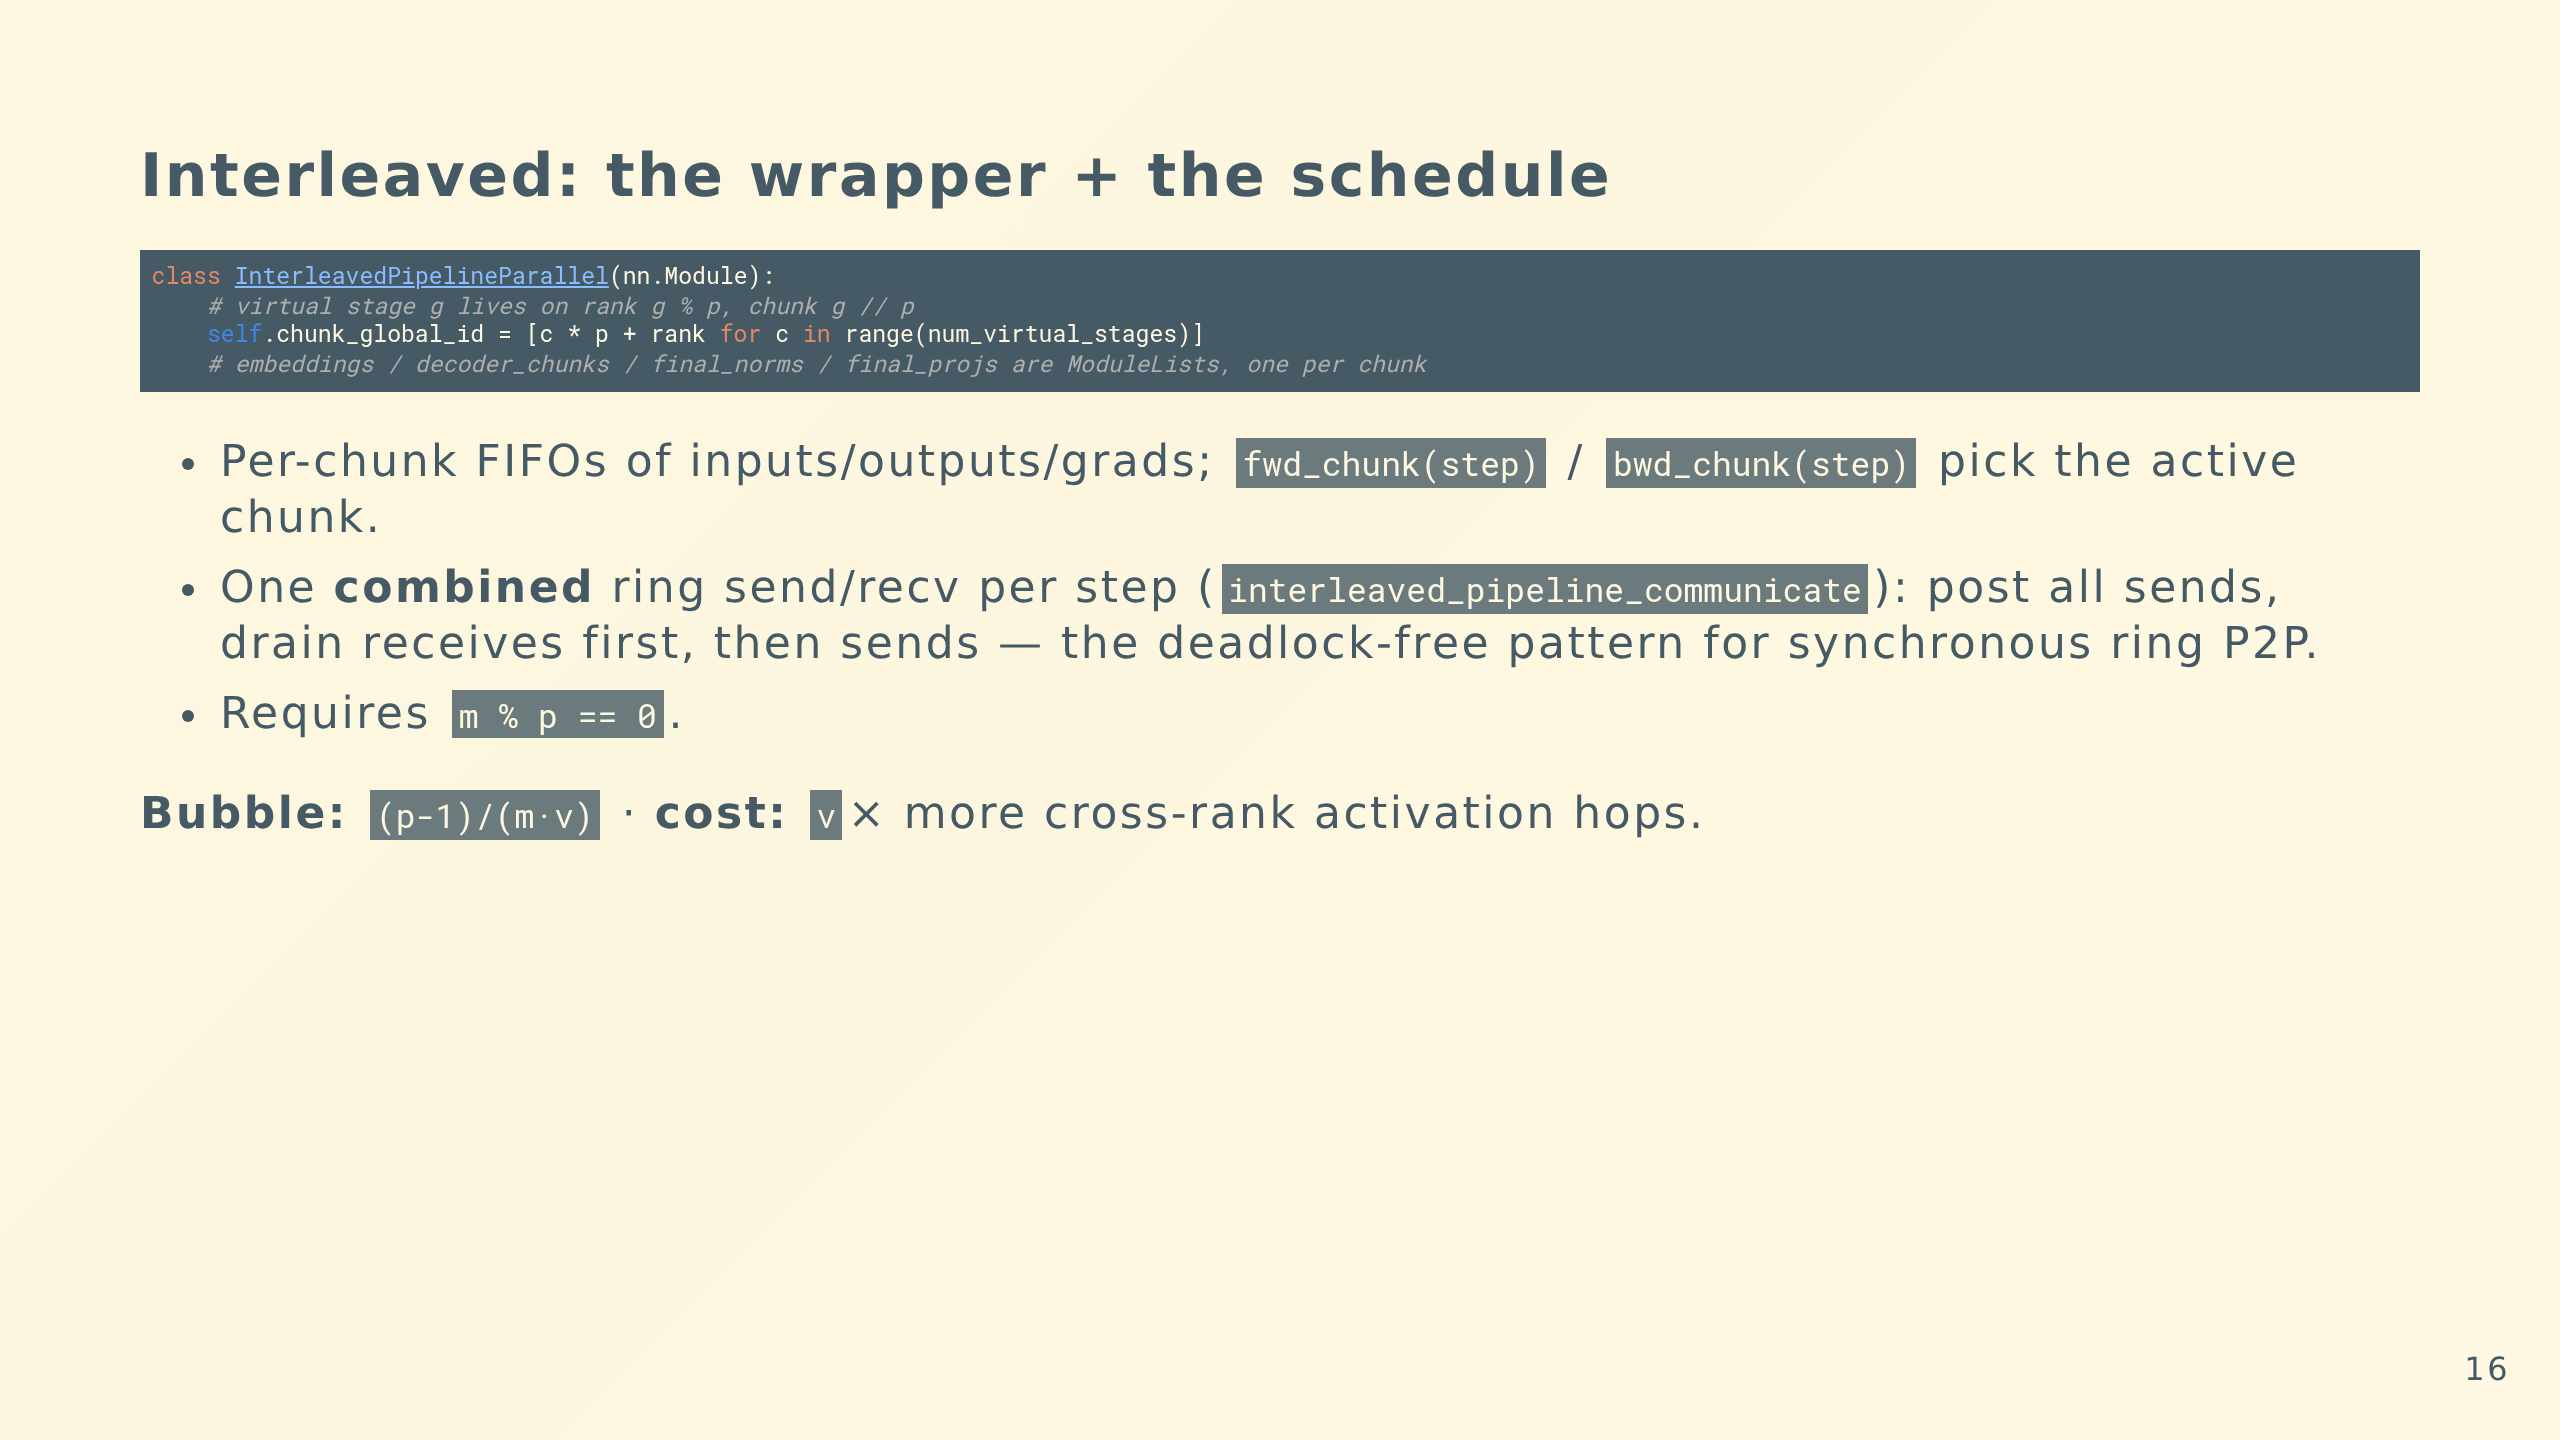 Interleaved: the wrapper + the schedule
class InterleavedPipelineParallel(nn.Module):
    # virtual stage g lives on rank g % p, chunk g // p
    self.chunk_global_id = [c * p + rank for c in range(num_virtual_stages)]
    # embeddings / decoder_chunks / final_norms / final_projs are ModuleLists, one per chunk
• Per-chunk FIFOs of inputs/outputs/grads; fwd_chunk(step) / bwd_chunk(step) pick the active
chunk.
• One combined ring send/recv per step (interleaved_pipeline_communicate): post all sends,
drain receives first, then sends — the deadlock-free pattern for synchronous ring P2P.
• Requires m % p == 0.
Bubble: (p-1)/(m·v) · cost: v× more cross-rank activation hops.
16